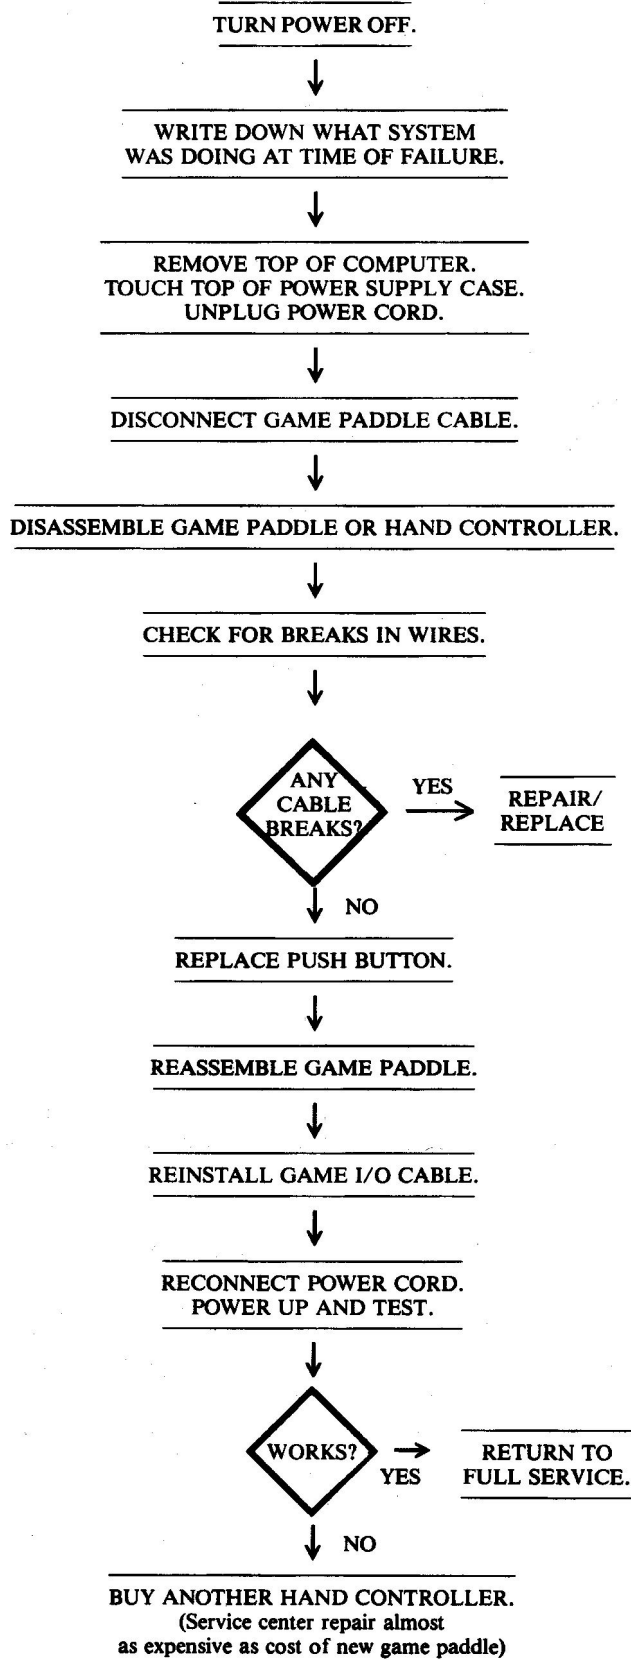 TURN POWER OFF.
WRITE DOWN WHAT SYSTEM
WAS DOING AT TIME OF FAILURE.
REMOVE TOP OF COMPUTER.
TOUCH TOP OF POWER SUPPLY CASE.
UNPLUG POWER CORD.
DISCONNECT GAME PADDLE CABLE.
DISASSEMBLE GAME PADDLE OR HAND CONTROLLER.
CHECK FOR BREAKS IN WIRES.
ANY
CABLE
BREAKS?
YES
REPAIR/
REPLACE
NO
REPLACE PUSH BUTTON.
REASSEMBLE GAME PADDLE.
REINSTALL GAME I/O CABLE.
RECONNECT POWER CORD.
POWER UP AND TEST.
WORKS?
YES
RETURN TO
FULL SERVICE.
NO
BUY ANOTHER HAND CONTROLLER.
(Service center repair almost
as expensive as cost of new game paddle)